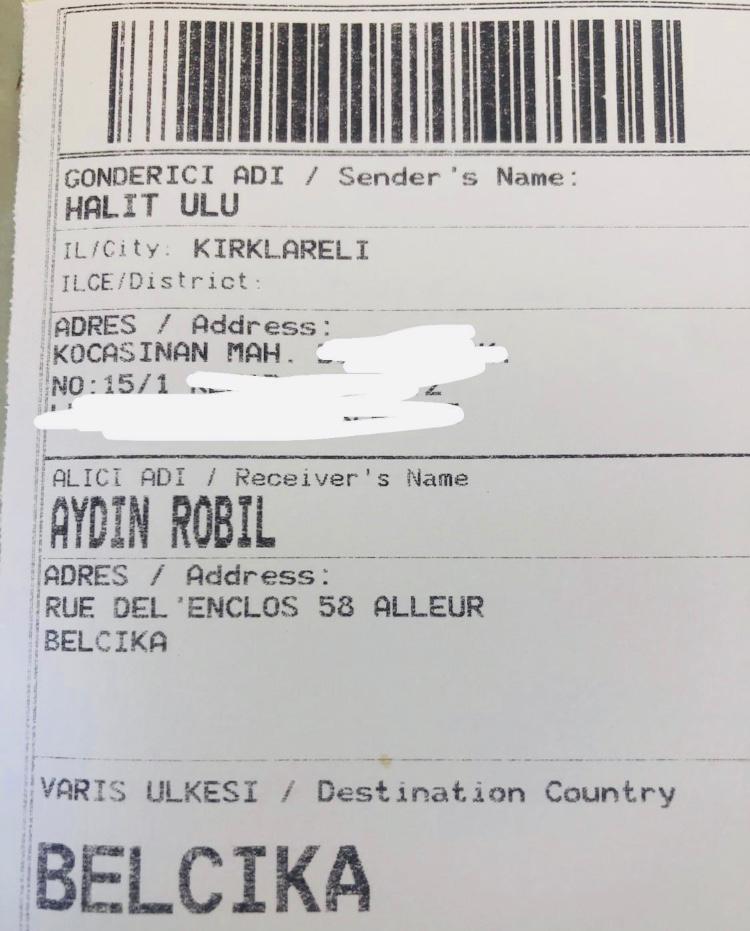 GONDERICI ADI / Sender's Name:
HALIT ULU
IL/City: KIRKLARELI
ILCE/District:
ADRES / Address:
KOCASINAN MAH.
NO:15/1
ALICI ADI / Receiver's Name
AYDIN ROBIL
ADRES / Address:
RUE DEL'ENCLOS 58 ALLEUR
BELCIKA
VARIS ULKESI / Destination Country
BELCIKA